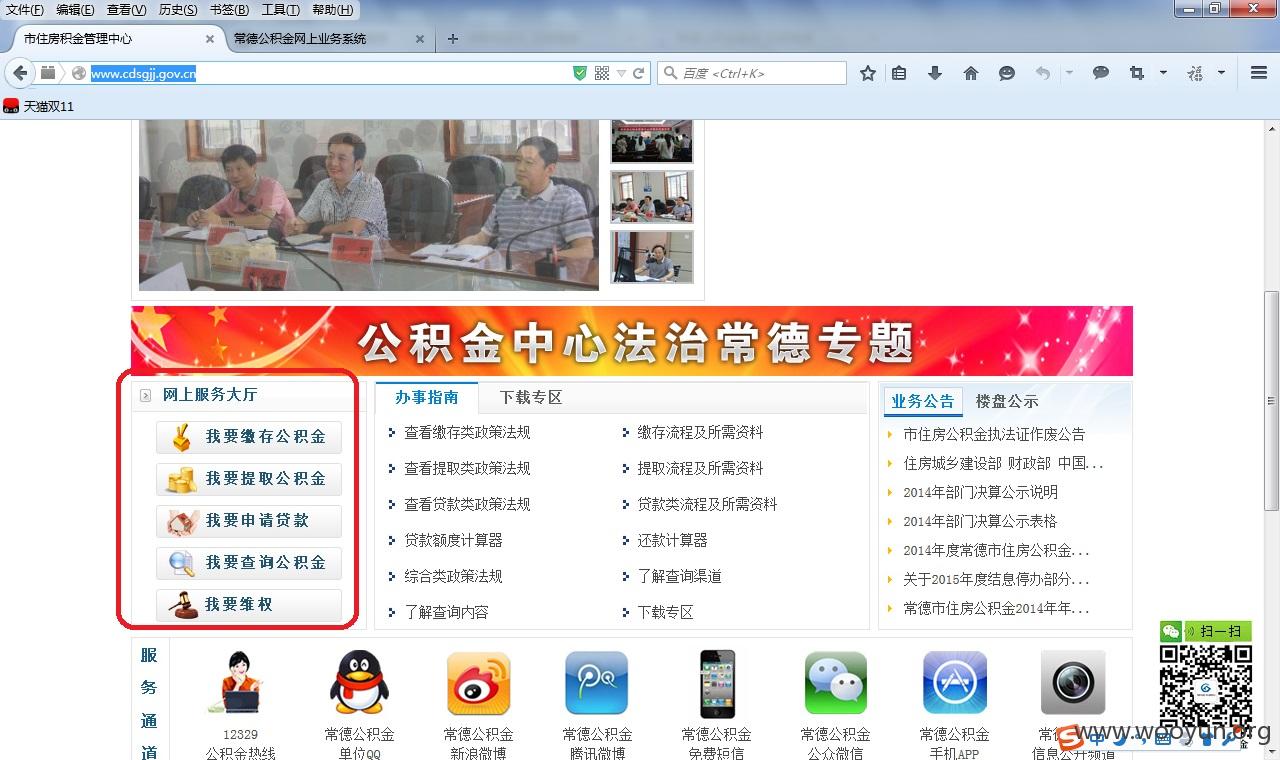 文件(F) 编辑(E) 查看(V) 历史(S) 书签(B) 工具(T) 帮助(H)
市住房积金管理中心
常德公积金网上业务系统
www.cdsgjj.gov.cn
百度 <Ctrl+K>
天猫双11
公积金中心法治常德专题
网上服务大厅
我要缴存公积金
我要提取公积金
我要申请贷款
我要查询公积金
我要维权
办事指南 下载专区
查看缴存类政策法规 缴存流程及所需资料
查看提取类政策法规 提取流程及所需资料
查看贷款类政策法规 贷款类流程及所需资料
贷款额度计算器 还款计算器
综合类政策法规 了解查询渠道
了解查询内容 下载专区
业务公告 楼盘公示
市住房公积金执法证作废公告
住房城乡建设部 财政部 中国...
2014年部门决算公示说明
2014年部门决算公示表格
2014年度常德市住房公积金...
关于2015年度结息停办部分...
常德市住房公积金2014年年...
扫一扫
服务通道
12329
公积金热线
常德公积金
单位QQ
常德公积金
新浪微博
常德公积金
腾讯微博
常德公积金
免费短信
常德公积金
公众微信
常德公积金
手机APP
信息公开频道
www.wooyun.org
中